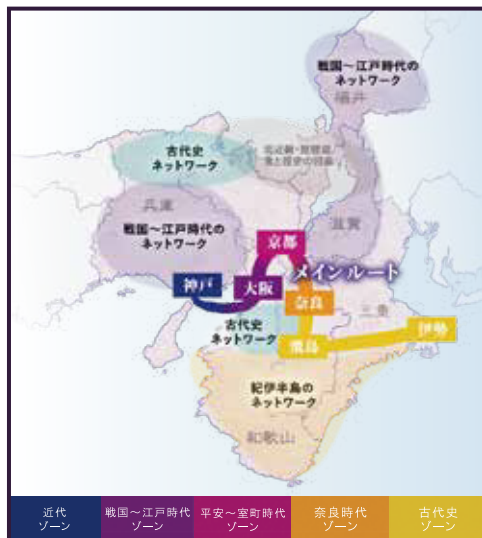 戦国～江戸時代の
ネットワーク
福井
古代史
ネットワーク
兵庫
戦国～江戸時代の
ネットワーク
滋賀
京都
メインルート
神戸
大阪
奈良
三重
古代史
ネットワーク
飛鳥
伊勢
紀伊半島の
ネットワーク
和歌山
近代
ゾーン
戦国～江戸時代
ゾーン
平安～室町時代
ゾーン
奈良時代
ゾーン
古代史
ゾーン